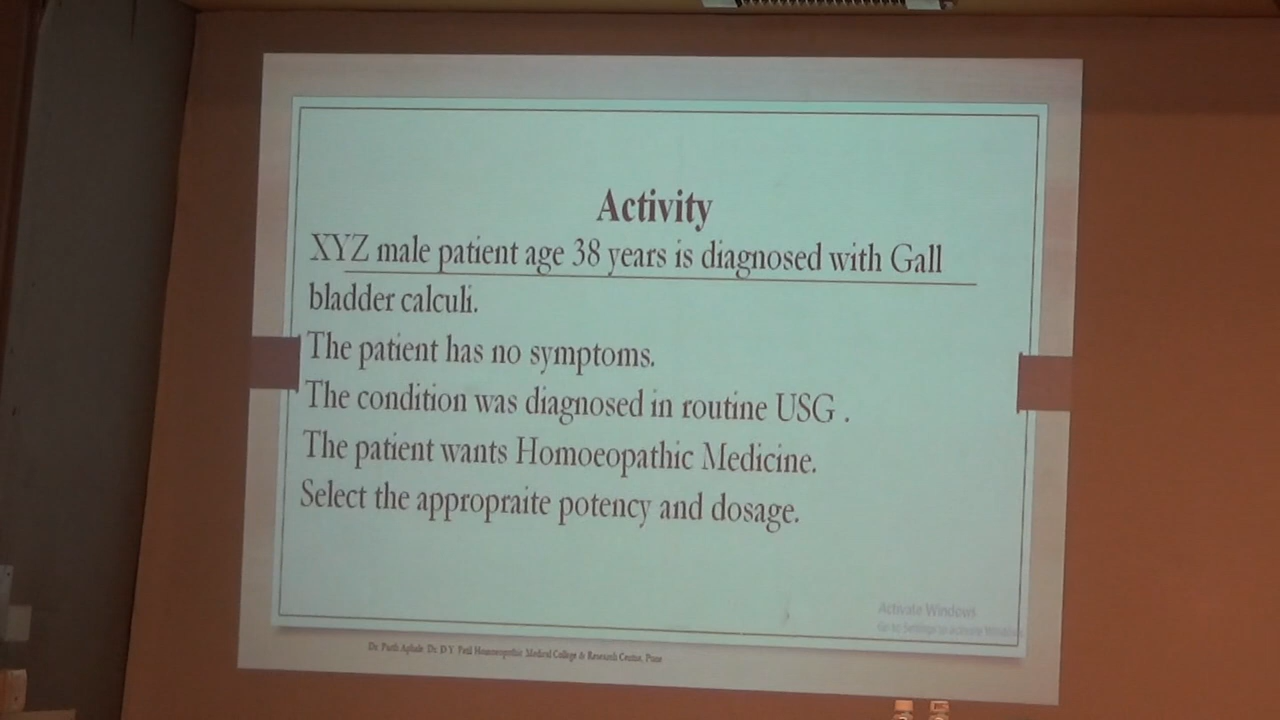 Activity
XYZ male patient age 38 years is diagnosed with Gall
bladder calculi.
The patient has no symptoms.
The condition was diagnosed in routine USG .
The patient wants Homoeopathic Medicine.
Select the appropraite potency and dosage.
Activate Windows
Go to Settings to activate Windows
Dr. Parth Aphale. Dr. D.Y. Patil Homoeopathic Medical College & Research Centre, Pune